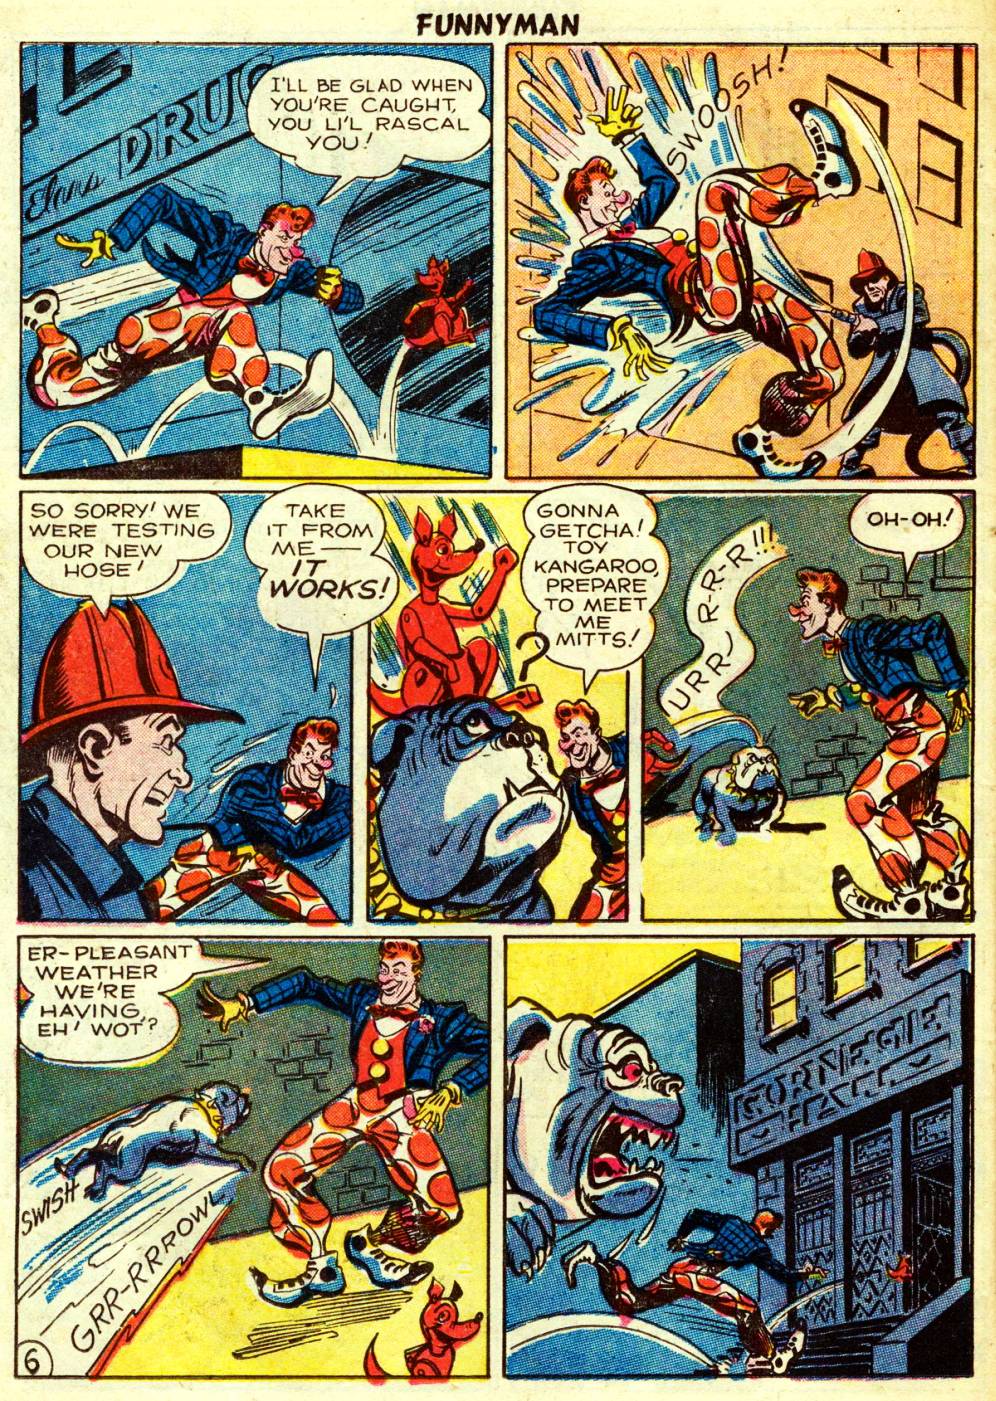 FUNNYMAN
DRUG
I'LL BE GLAD WHEN
YOU'RE CAUGHT,
YOU LI'L RASCAL
YOU!
SWOOSH!
SO SORRY! WE
WERE TESTING
OUR NEW
HOSE!
TAKE
IT FROM
ME—
IT
WORKS!
GONNA
GETCHA!
TOY
KANGAROO,
PREPARE
TO MEET
ME
MITTS!
?
URR-R-R-R!!!
OH-OH!
ER-PLEASANT
WEATHER
WE'RE
HAVING,
EH! WOT?
SWISH
GRR-RRROWL
CORNEGIE
HALL
6